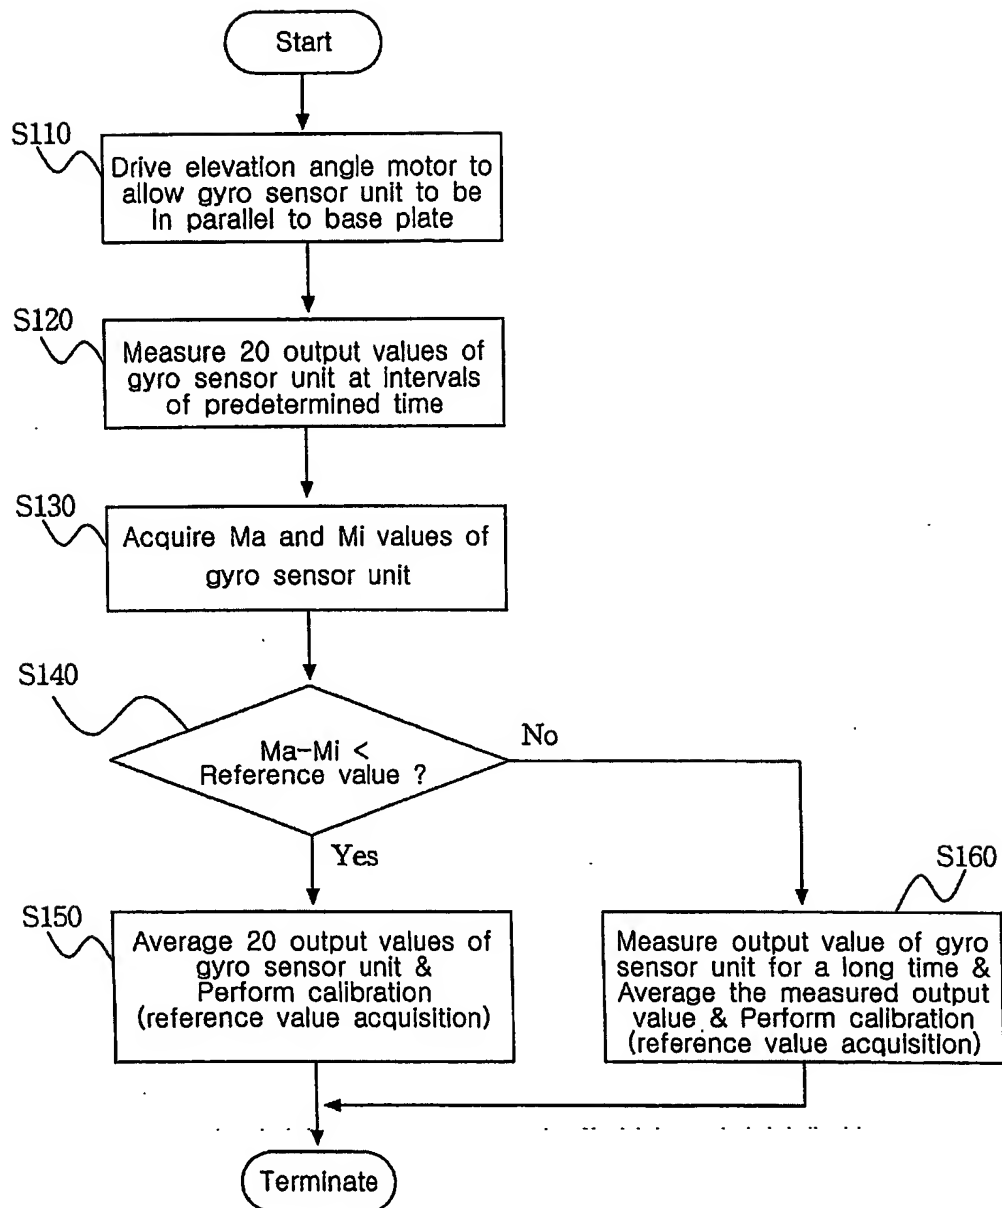 Start
S110
Drive elevation angle motor to
allow gyro sensor unit to be
in parallel to base plate
S120
Measure 20 output values of
gyro sensor unit at intervals
of predetermined time
S130
Acquire Ma and Mi values of
gyro sensor unit
S140
Ma-Mi <
Reference value ?
No
Yes
S150
Average 20 output values of
gyro sensor unit &
Perform calibration
(reference value acquisition)
S160
Measure output value of gyro
sensor unit for a long time &
Average the measured output
value & Perform calibration
(reference value acquisition)
Terminate